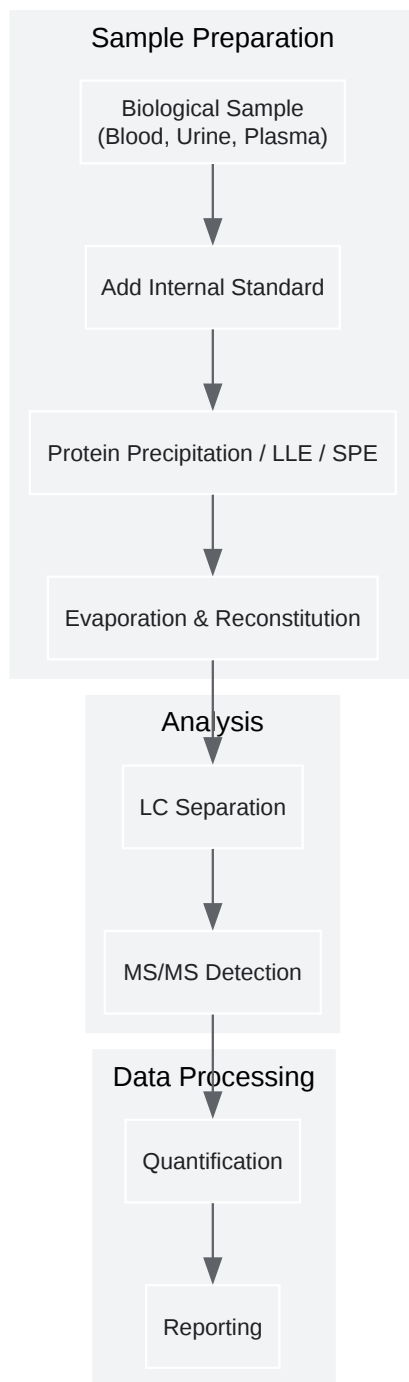 Sample Preparation
Biological Sample
(Blood, Urine, Plasma)
Add Internal Standard
Protein Precipitation / LLE / SPE
Evaporation & Reconstitution
Analysis
LC Separation
MS/MS Detection
Data Processing
Quantification
Reporting